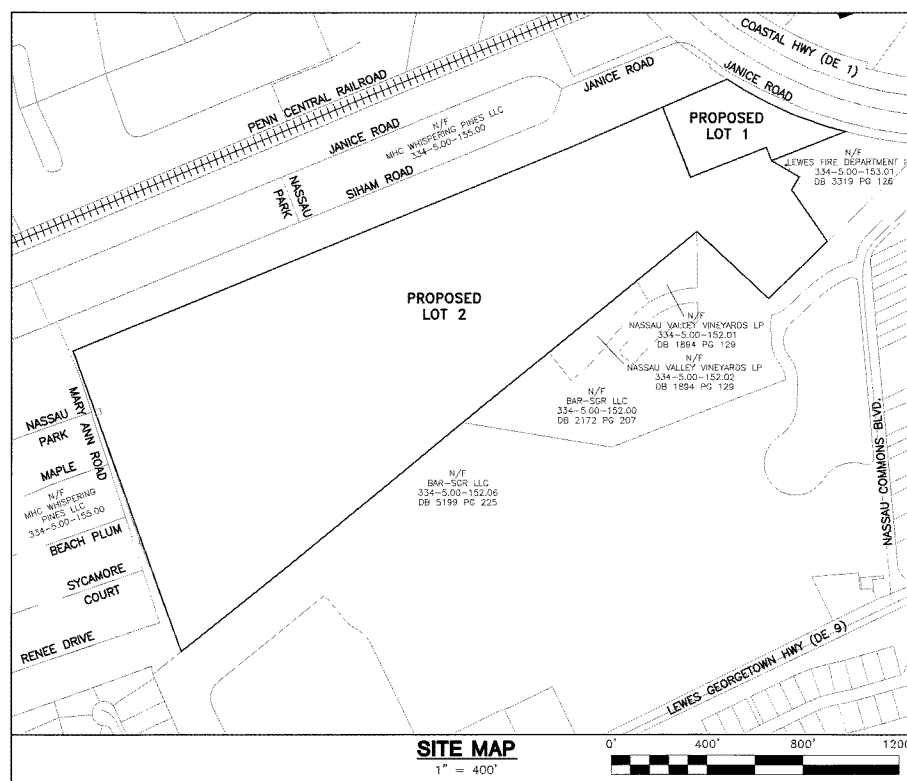 COASTAL HWY (DE 1)
JANICE ROAD
JANICE ROAD
PENN CENTRAL RAILROAD
JANICE ROAD
N/F
MHC WHISPERING PINES LLC
334-5.00-155.00
NASSAU
PARK
SIHAM ROAD
PROPOSED
LOT 1
N/F
LEWES FIRE DEPARTMENT
334-5.00-153.01
DB 3319 PG 126
PROPOSED
LOT 2
N/F
NASSAU VALLEY VINEYARDS LP
334-5.00-152.01
DB 1894 PG 129
N/F
NASSAU VALLEY VINEYARDS LP
334-5.00-152.02
DB 1894 PG 129
N/F
BAR-SGR LLC
334-5.00-152.00
DB 2172 PG 207
N/F
BAR-SGR LLC
334-5.00-152.06
DB 5199 PG 225
MARY ANN ROAD
NASSAU
PARK
MAPLE
N/F
MHC WHISPERING
PINES LLC
334-5.00-155.00
BEACH PLUM
SYCAMORE
COURT
RENEE DRIVE
NASSAU COMMONS BLVD.
LEWES GEORGETOWN HWY (DE 9)
SITE MAP
1" = 400'
0' 400' 800' 1200